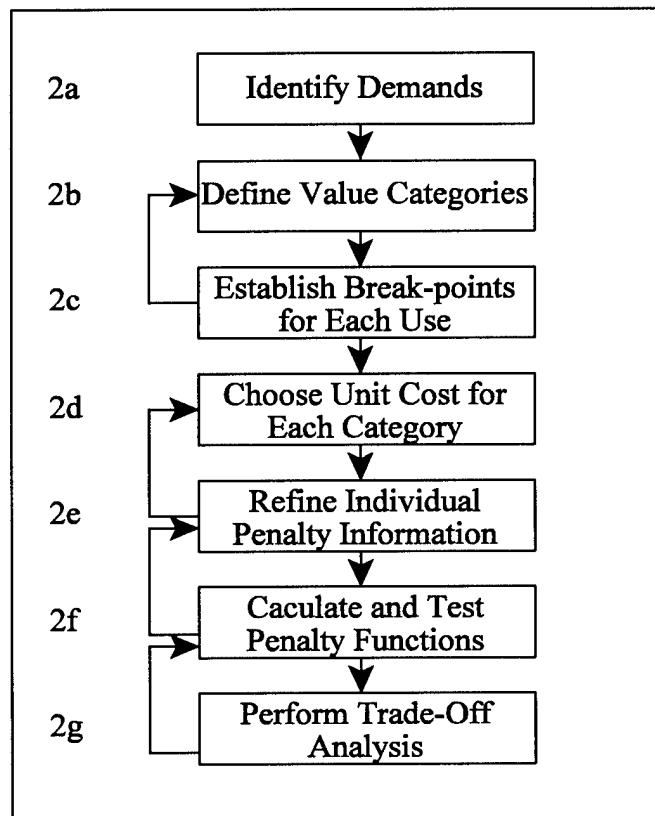 2a Identify Demands
2b Define Value Categories
2c Establish Break-points
for Each Use
2d Choose Unit Cost for
Each Category
2e Refine Individual
Penalty Information
2f Caculate and Test
Penalty Functions
2g Perform Trade-Off
Analysis